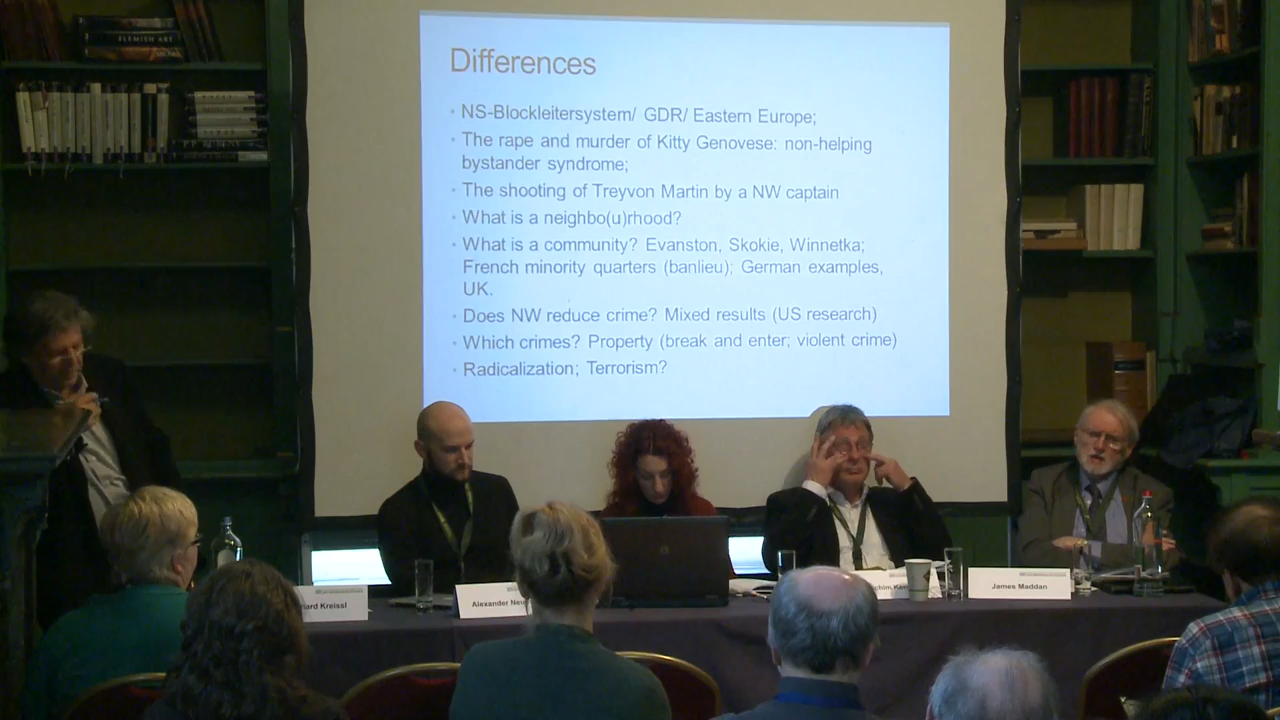 FLEMISH ART
Differences
NS-Blockleitersystem/ GDR/ Eastern Europe;
The rape and murder of Kitty Genovese: non-helping
bystander syndrome;
The shooting of Treyvon Martin by a NW captain
What is a neighbo(u)rhood?
What is a community? Evanston, Skokie, Winnetka;
French minority quarters (banlieu); German examples,
UK.
Does NW reduce crime? Mixed results (US research)
Which crimes? Property (break and enter; violent crime)
Radicalization; Terrorism?
Kreissl
Alexander
James Maddan